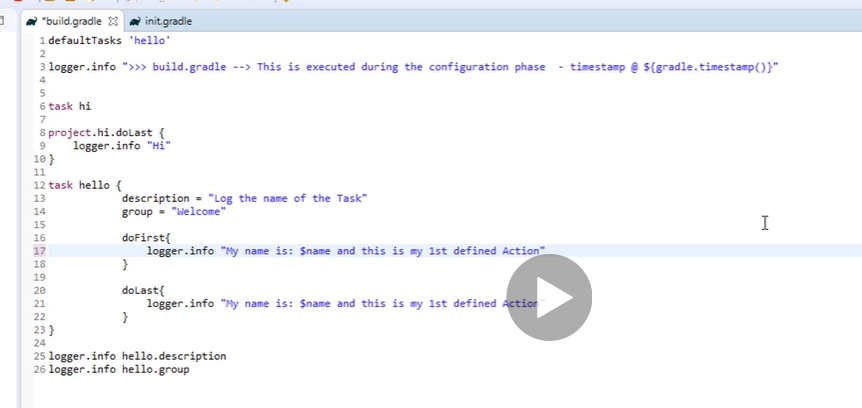 *build.gradle init.gradle
1 defaultTasks 'hello'
2
3 logger.info ">>> build.gradle --> This is executed during the configuration phase  - timestamp @ ${gradle.timestamp()}"
4
5
6 task hi
7
8 project.hi.doLast {
9     logger.info "Hi"
10 }
11
12 task hello {
13             description = "Log the name of the Task"
14             group = "Welcome"
15
16             doFirst{
17                 logger.info "My name is: $name and this is my 1st defined Action"
18             }
19
20             doLast{
21                 logger.info "My name is: $name and this is my 1st defined Action
22             }
23 }
24
25 logger.info hello.description
26 logger.info hello.group